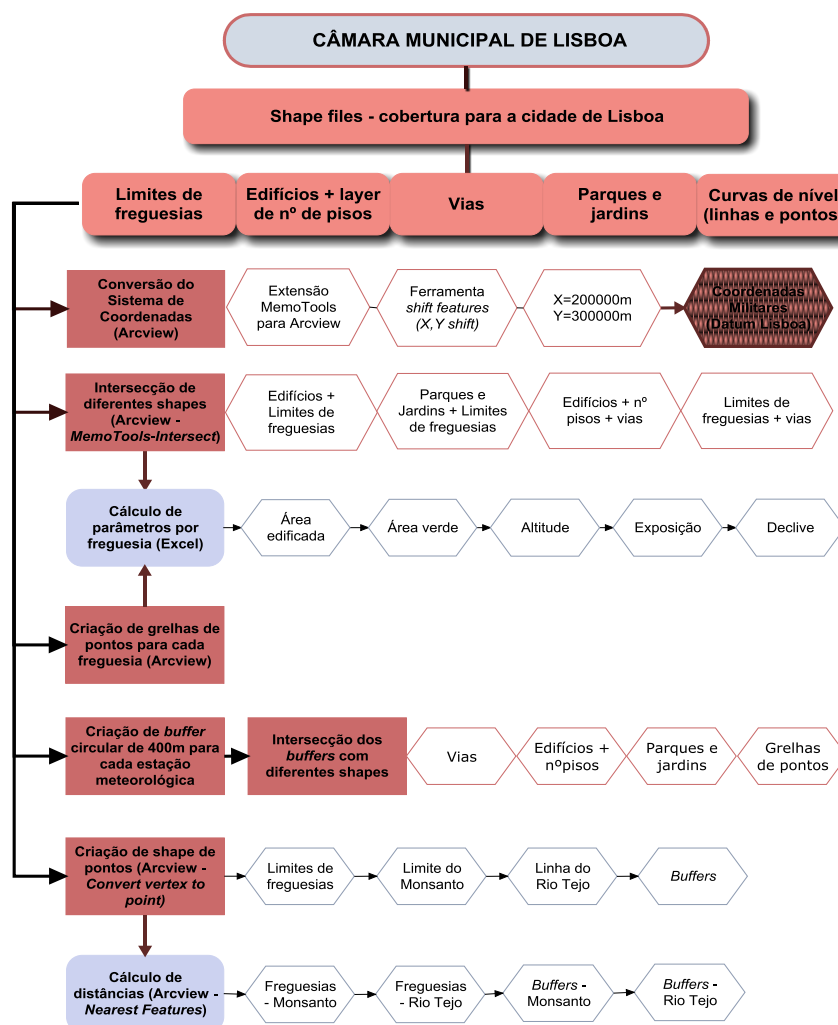 CÂMARA MUNICIPAL DE LISBOA
Shape files - cobertura para a cidade de Lisboa
Limites de
freguesias
Edifícios + layer
de nº de pisos
Vias
Parques e
jardins
Curvas de nível
(linhas e pontos
Conversão do
Sistema de
Coordenadas
(Arcview)
Extensão
MemoTools
para Arcview
Ferramenta
shift features
(X,Y shift)
X=200000m
Y=300000m
Coordenadas
Militares
(Datum Lisboa)
Intersecção de
diferentes shapes
(Arcview -
MemoTools-Intersect)
Edifícios +
Limites de
freguesias
Parques e
Jardins + Limites
de freguesias
Edifícios + nº
pisos + vias
Limites de
freguesias + vias
Cálculo de
parâmetros por
freguesia (Excel)
Área
edificada
Área verde
Altitude
Exposição
Declive
Criação de grelhas de
pontos para cada
freguesia (Arcview)
Criação de buffer
circular de 400m para
cada estação
meteorológica
Intersecção dos
buffers com
diferentes shapes
Vias
Edifícios +
nºpisos
Parques e
jardins
Grelhas
de pontos
Criação de shape de
pontos (Arcview -
Convert vertex to
point)
Limites de
freguesias
Limite do
Monsanto
Linha do
Rio Tejo
Buffers
Cálculo de
distâncias (Arcview -
Nearest Features)
Freguesias
- Monsanto
Freguesias
- Rio Tejo
Buffers -
Monsanto
Buffers -
Rio Tejo